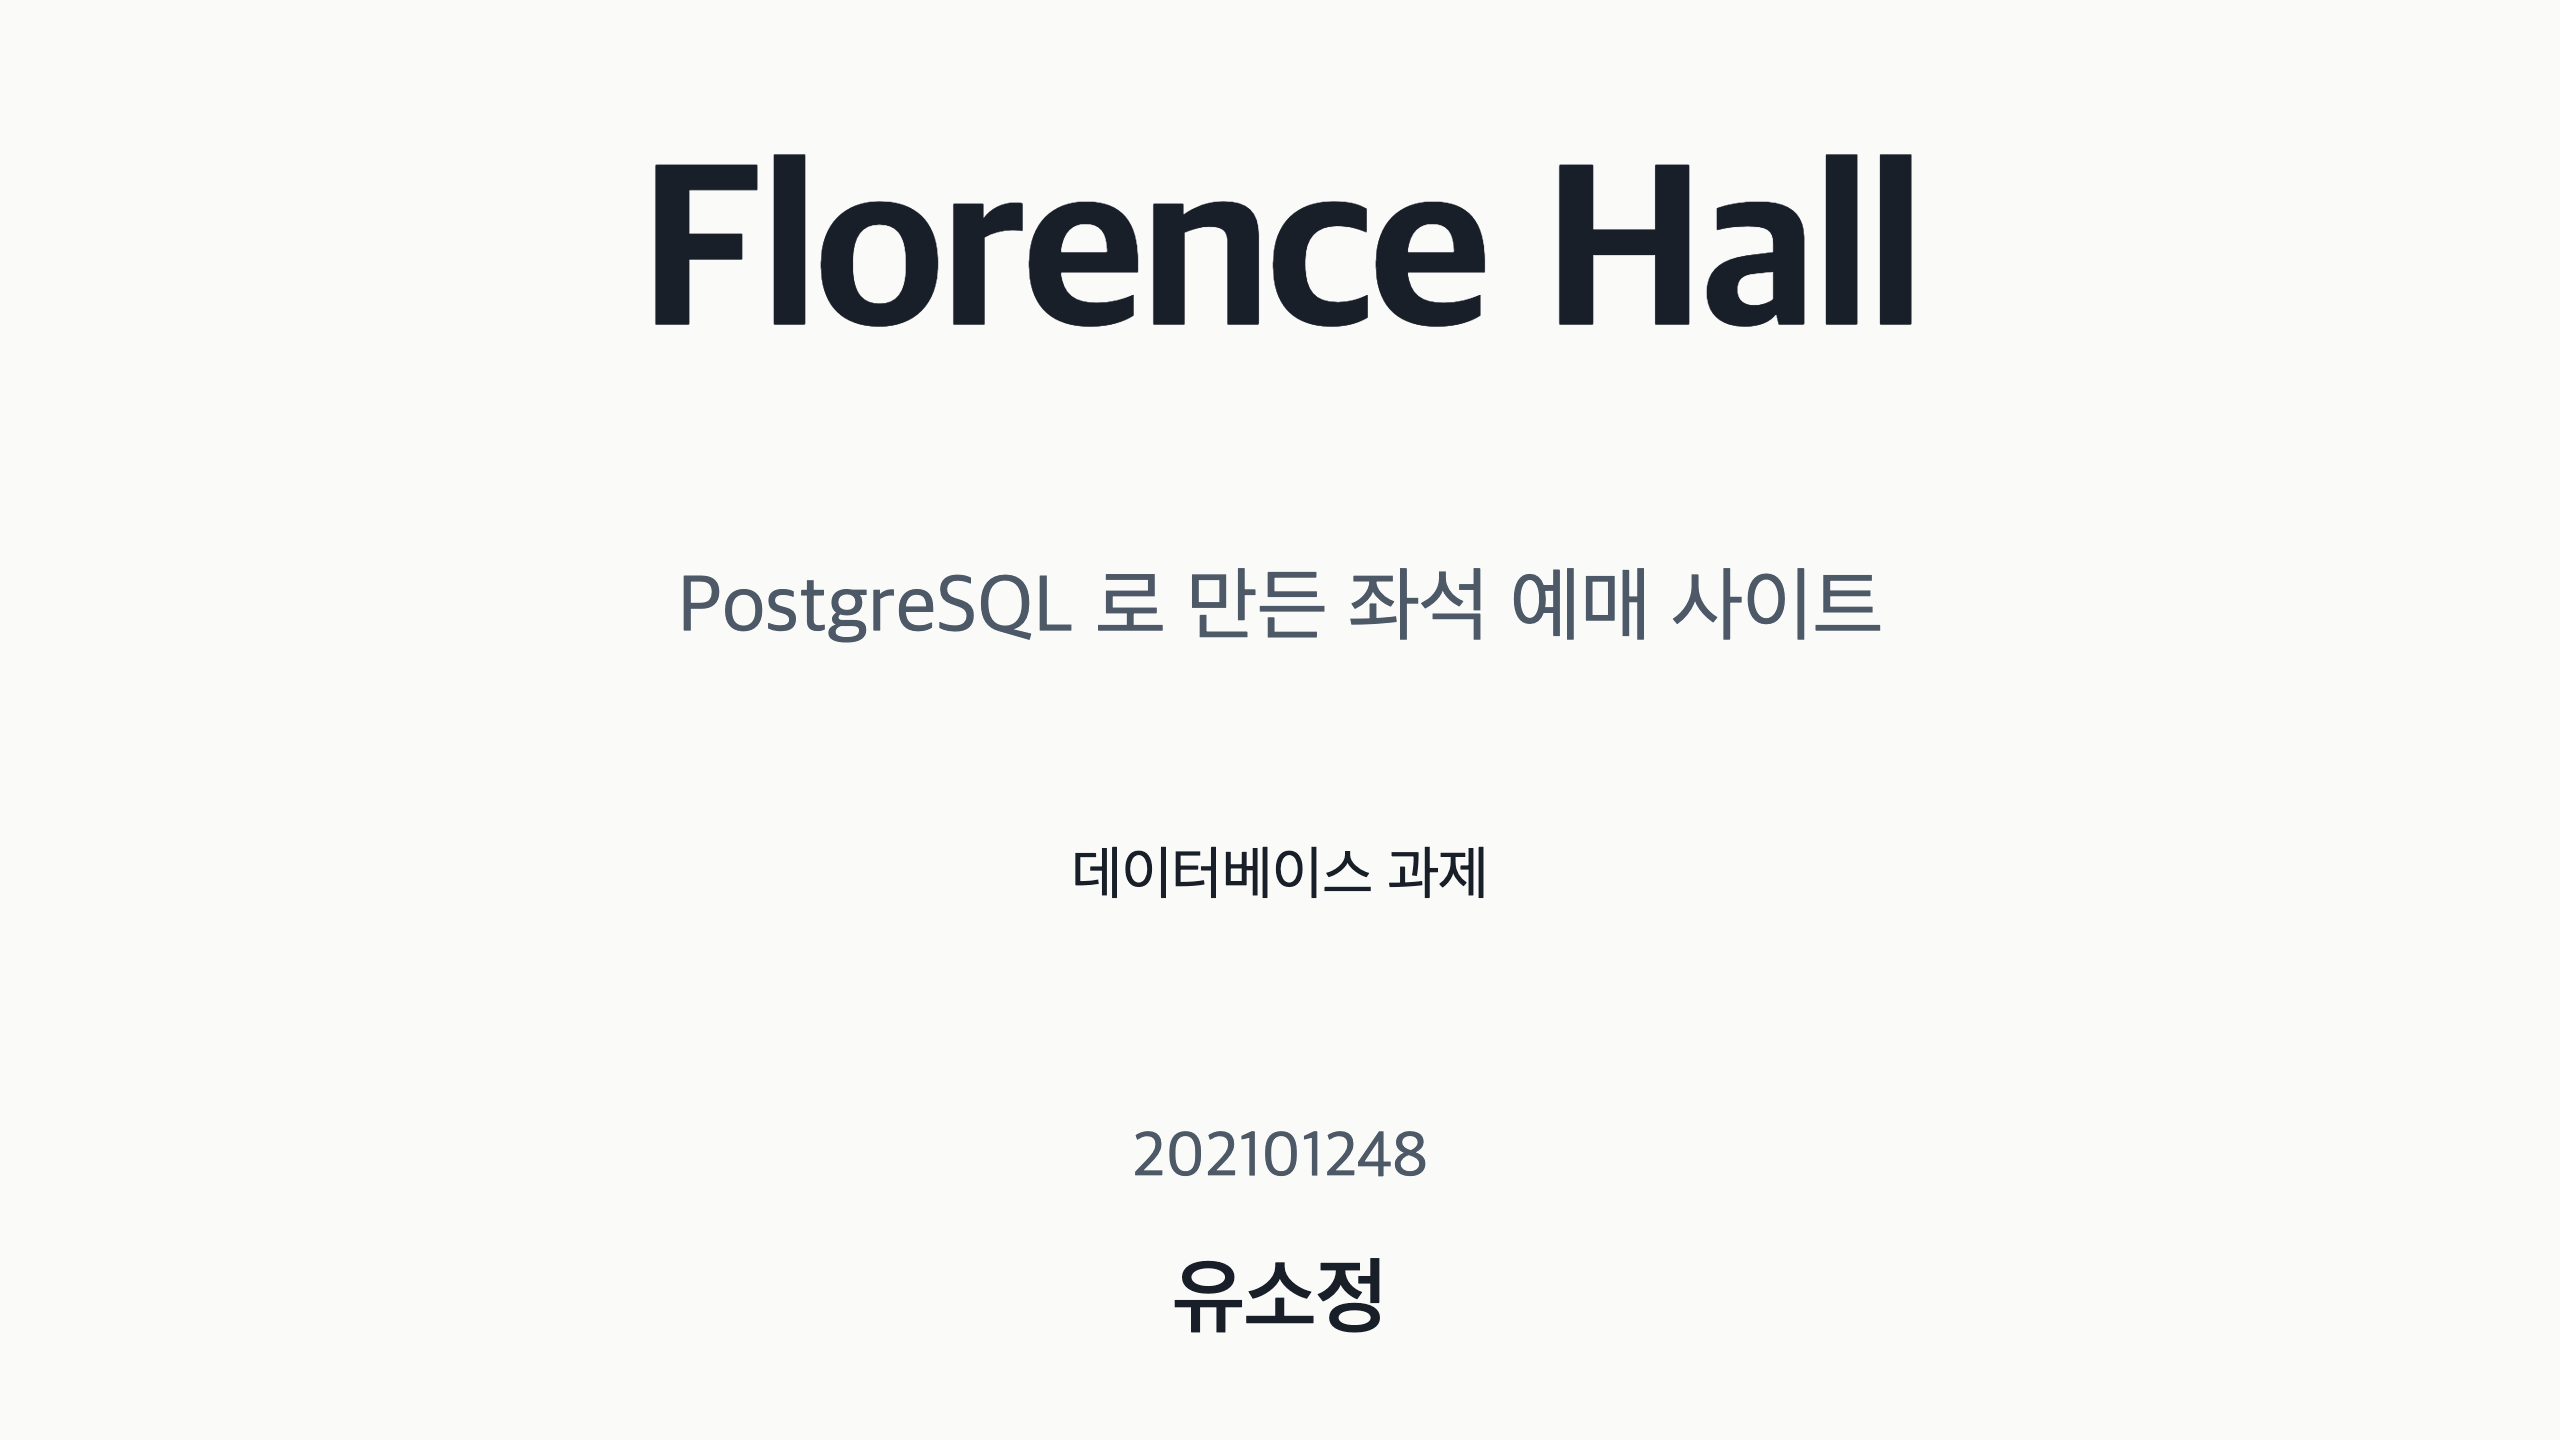 Florence Hall
PostgreSQL 로 만든 좌석 예매 사이트
데이터베이스 과제
202101248
유소정